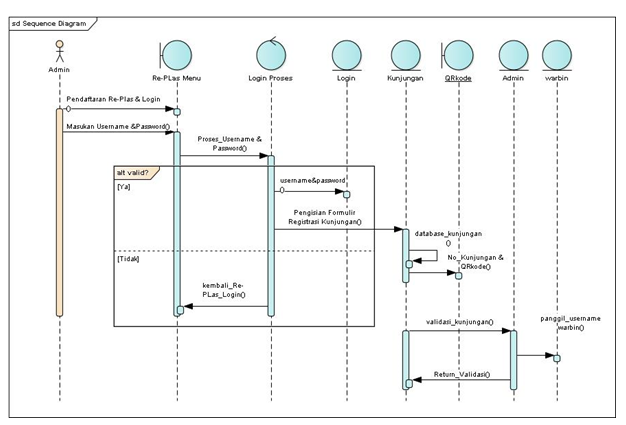 sd Sequence Diagram
Admin
Re-PLas Menu
Login Proses
Login
Kunjungan
QRkode
Admin
warbin
Pendaftaran Re-Plas & Login
Masukan Username &Password()
Proses_Username &
Password()
alt valid?
[Ya]
username&password
Pengisian Formulir
Registrasi Kunjungan()
database_kunjungan
()
No_Kunjungan &
QRkode()
[Tidak]
kembali_Re-
PLas_Login()
validasi_kunjungan()
panggil_username
warbin()
Return_Validasi()